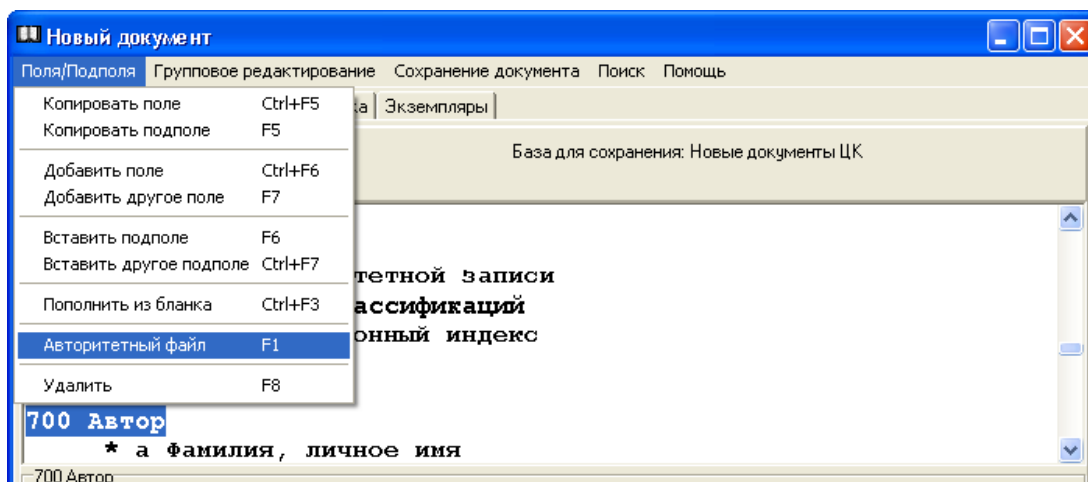 Новый документ
Поля/Подполя Групповое редактирование Сохранение документа Поиск Помощь
Копировать поле Ctrl+F5
Экземпляры
Копировать подполе F5
База для сохранения: Новые документы ЦК
Добавить поле Ctrl+F6
Добавить другое поле F7
Вставить подполе F6
Вставить другое подполе Ctrl+F7
тетной записи
Пополнить из бланка Ctrl+F3
ассификаций
онный индекс
Авторитетный файл F1
Удалить F8
700 Автор
* а Фамилия, личное имя
700 Автор